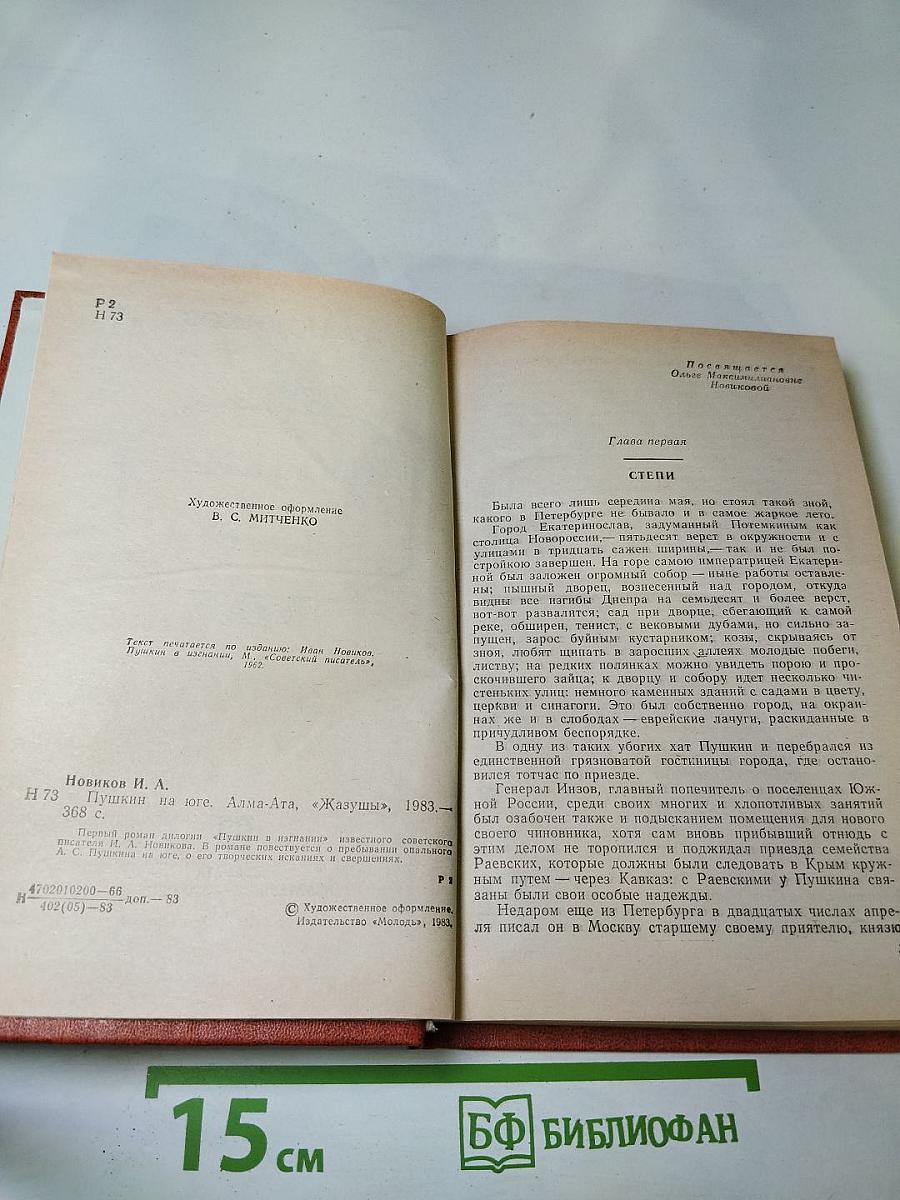 Р 2
Н 73
Художественное оформление
В. С. МИТЧЕНКО
Текст печатается по изданию: Иван Новиков.
Пушкин в изгнании, М., «Советский писатель»,
1962.
Новиков И. А.
Н 73
Пушкин на юге. Алма-Ата, «Жазушы», 1983.—
368 с.
Первый роман дилогии «Пушкин в изгнании» известного советского
писателя И. А. Новикова. В романе повествуется о пребывании опального
А. С. Пушкина на юге, о его творческих исканиях и свершениях.
Р 2
Н 4702010200—66
402(05)—83
доп.— 83
© Художественное оформление.
Издательство «Молодь», 1983.
Посвящается
Ольге Максимилиановне
Новиковой
Глава первая
СТЕПИ
Была всего лишь середина мая, но стоял такой зной,
какого в Петербурге не бывало и в самое жаркое лето.
Город Екатеринослав, задуманный Потемкиным как
столица Новороссии,— пятьдесят верст в окружности и с
улицами в тридцать сажен ширины,— так и не был по-
стройкою завершен. На горе самою императрицей Екатери-
ной был заложен огромный собор — ныне работы оставле-
ны; пышный дворец, вознесенный над городом, откуда
видны все изгибы Днепра на семьдесят и более верст,
вот-вот развалятся; сад при дворце, сбегающий к самой
реке, обширен, тенист, с вековыми дубами, но сильно за-
пущен, зарос буйным кустарником; козы, скрываясь от
зноя, любят щипать в заросших аллеях молодые побеги,
листву; на редких полянках можно увидеть порою и про-
скочившего зайца; к дворцу и собору идет несколько чи-
стеньких улиц: немного каменных зданий с садами в цвету,
церкви и синагоги. Это был собственно город, на окраи-
нах же и в слободах — еврейские лачуги, раскиданные в
причудливом беспорядке.
В одну из таких убогих хат Пушкин и перебрался из
единственной грязноватой гостиницы города, где остано-
вился тотчас по приезде.
Генерал Инзов, главный попечитель о поселенцах Юж-
ной России, среди своих многих и хлопотливых занятий
был озабочен также и подысканием помещения для нового
своего чиновника, хотя сам вновь прибывший отнюдь с
этим делом не торопился и поджидал приезда семейства
Раевских, которые должны были следовать в Крым круж-
ным путем — через Кавказ: с Раевскими у Пушкина свя-
заны были свои особые надежды.
Недаром еще из Петербурга в двадцатых числах апре-
ля писал он в Москву старшему своему приятелю, князю
15 см
БФ БИБЛИОФАН